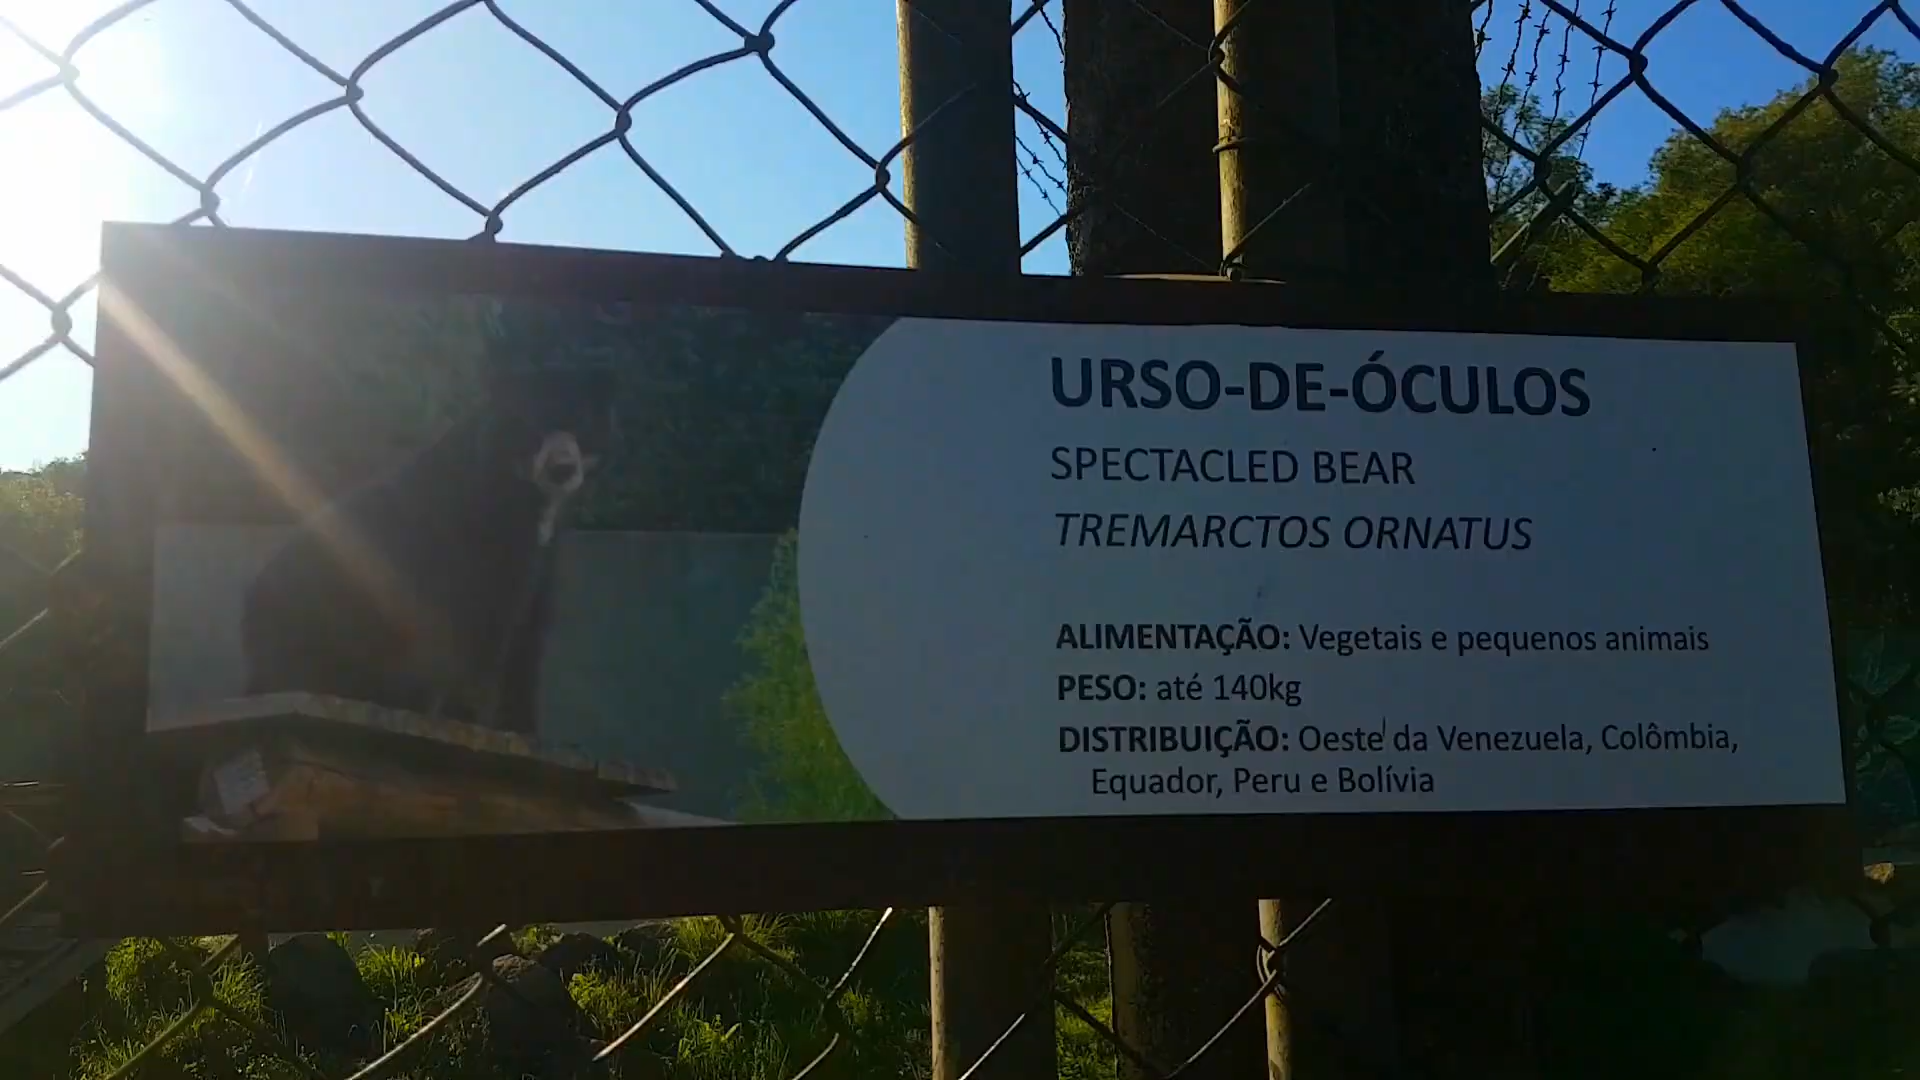 URSO-DE-ÓCULOS
SPECTACLED BEAR
TREMARCTOS ORNATUS
ALIMENTAÇÃO: Vegetais e pequenos animais
PESO: até 140kg
DISTRIBUIÇÃO: Oeste da Venezuela, Colômbia,
Equador, Peru e Bolívia